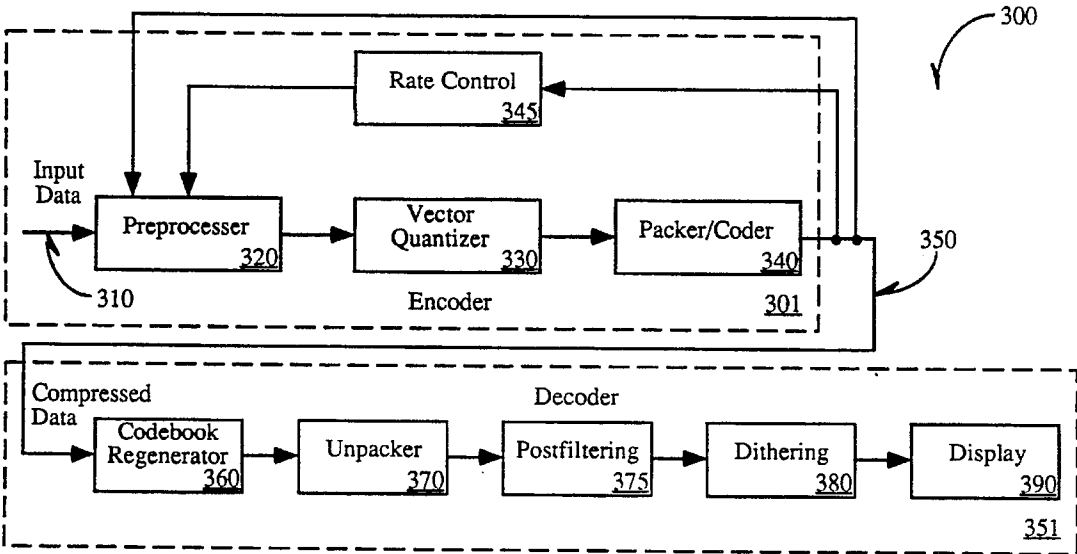 300
Rate Control
345
Input
Data
Preprocesser
320
Vector
Quantizer
330
Packer/Coder
340
350
310
Encoder
301
Compressed
Data
Decoder
Codebook
Regenerator
360
Unpacker
370
Postfiltering
375
Dithering
380
Display
390
351